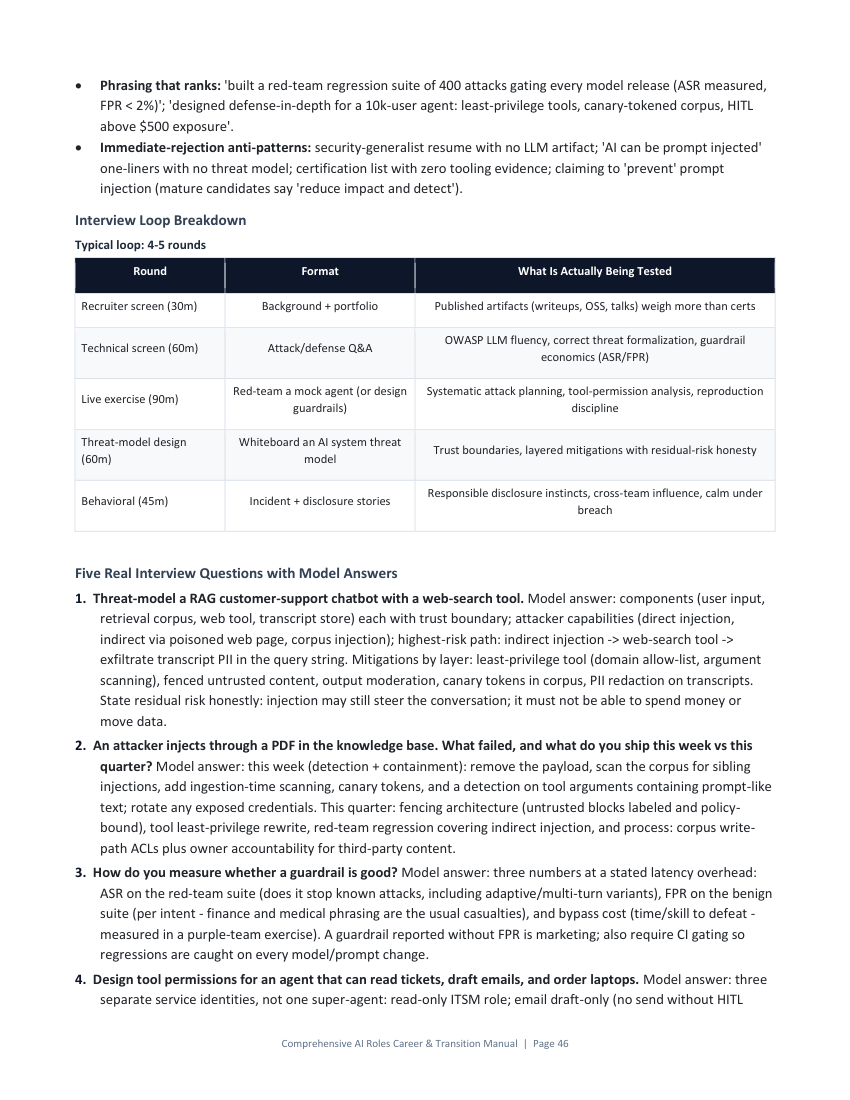 • Phrasing that ranks: 'built a red-team regression suite of 400 attacks gating every model release (ASR measured,
FPR < 2%)'; 'designed defense-in-depth for a 10k-user agent: least-privilege tools, canary-tokened corpus, HITL
above $500 exposure'.
• Immediate-rejection anti-patterns: security-generalist resume with no LLM artifact; 'AI can be prompt injected'
one-liners with no threat model; certification list with zero tooling evidence; claiming to 'prevent' prompt
injection (mature candidates say 'reduce impact and detect').
Interview Loop Breakdown
Typical loop: 4-5 rounds
Round Format What Is Actually Being Tested
Recruiter screen (30m) Background + portfolio Published artifacts (writeups, OSS, talks) weigh more than certs
Technical screen (60m) Attack/defense Q&A OWASP LLM fluency, correct threat formalization, guardrail
economics (ASR/FPR)
Live exercise (90m) Red-team a mock agent (or design
guardrails) Systematic attack planning, tool-permission analysis, reproduction
discipline
Threat-model design
(60m) Whiteboard an AI system threat
model Trust boundaries, layered mitigations with residual-risk honesty
Behavioral (45m) Incident + disclosure stories Responsible disclosure instincts, cross-team influence, calm under
breach
Five Real Interview Questions with Model Answers
1. Threat-model a RAG customer-support chatbot with a web-search tool. Model answer: components (user input,
retrieval corpus, web tool, transcript store) each with trust boundary; attacker capabilities (direct injection,
indirect via poisoned web page, corpus injection); highest-risk path: indirect injection -> web-search tool ->
exfiltrate transcript PII in the query string. Mitigations by layer: least-privilege tool (domain allow-list, argument
scanning), fenced untrusted content, output moderation, canary tokens in corpus, PII redaction on transcripts.
State residual risk honestly: injection may still steer the conversation; it must not be able to spend money or
move data.
2. An attacker injects through a PDF in the knowledge base. What failed, and what do you ship this week vs this
quarter? Model answer: this week (detection + containment): remove the payload, scan the corpus for sibling
injections, add ingestion-time scanning, canary tokens, and a detection on tool arguments containing prompt-like
text; rotate any exposed credentials. This quarter: fencing architecture (untrusted blocks labeled and policy-
bound), tool least-privilege rewrite, red-team regression covering indirect injection, and process: corpus write-
path ACLs plus owner accountability for third-party content.
3. How do you measure whether a guardrail is good? Model answer: three numbers at a stated latency overhead:
ASR on the red-team suite (does it stop known attacks, including adaptive/multi-turn variants), FPR on the benign
suite (per intent - finance and medical phrasing are the usual casualties), and bypass cost (time/skill to defeat -
measured in a purple-team exercise). A guardrail reported without FPR is marketing; also require CI gating so
regressions are caught on every model/prompt change.
4. Design tool permissions for an agent that can read tickets, draft emails, and order laptops. Model answer: three
separate service identities, not one super-agent: read-only ITSM role; email draft-only (no send without HITL
Comprehensive AI Roles Career & Transition Manual | Page 46